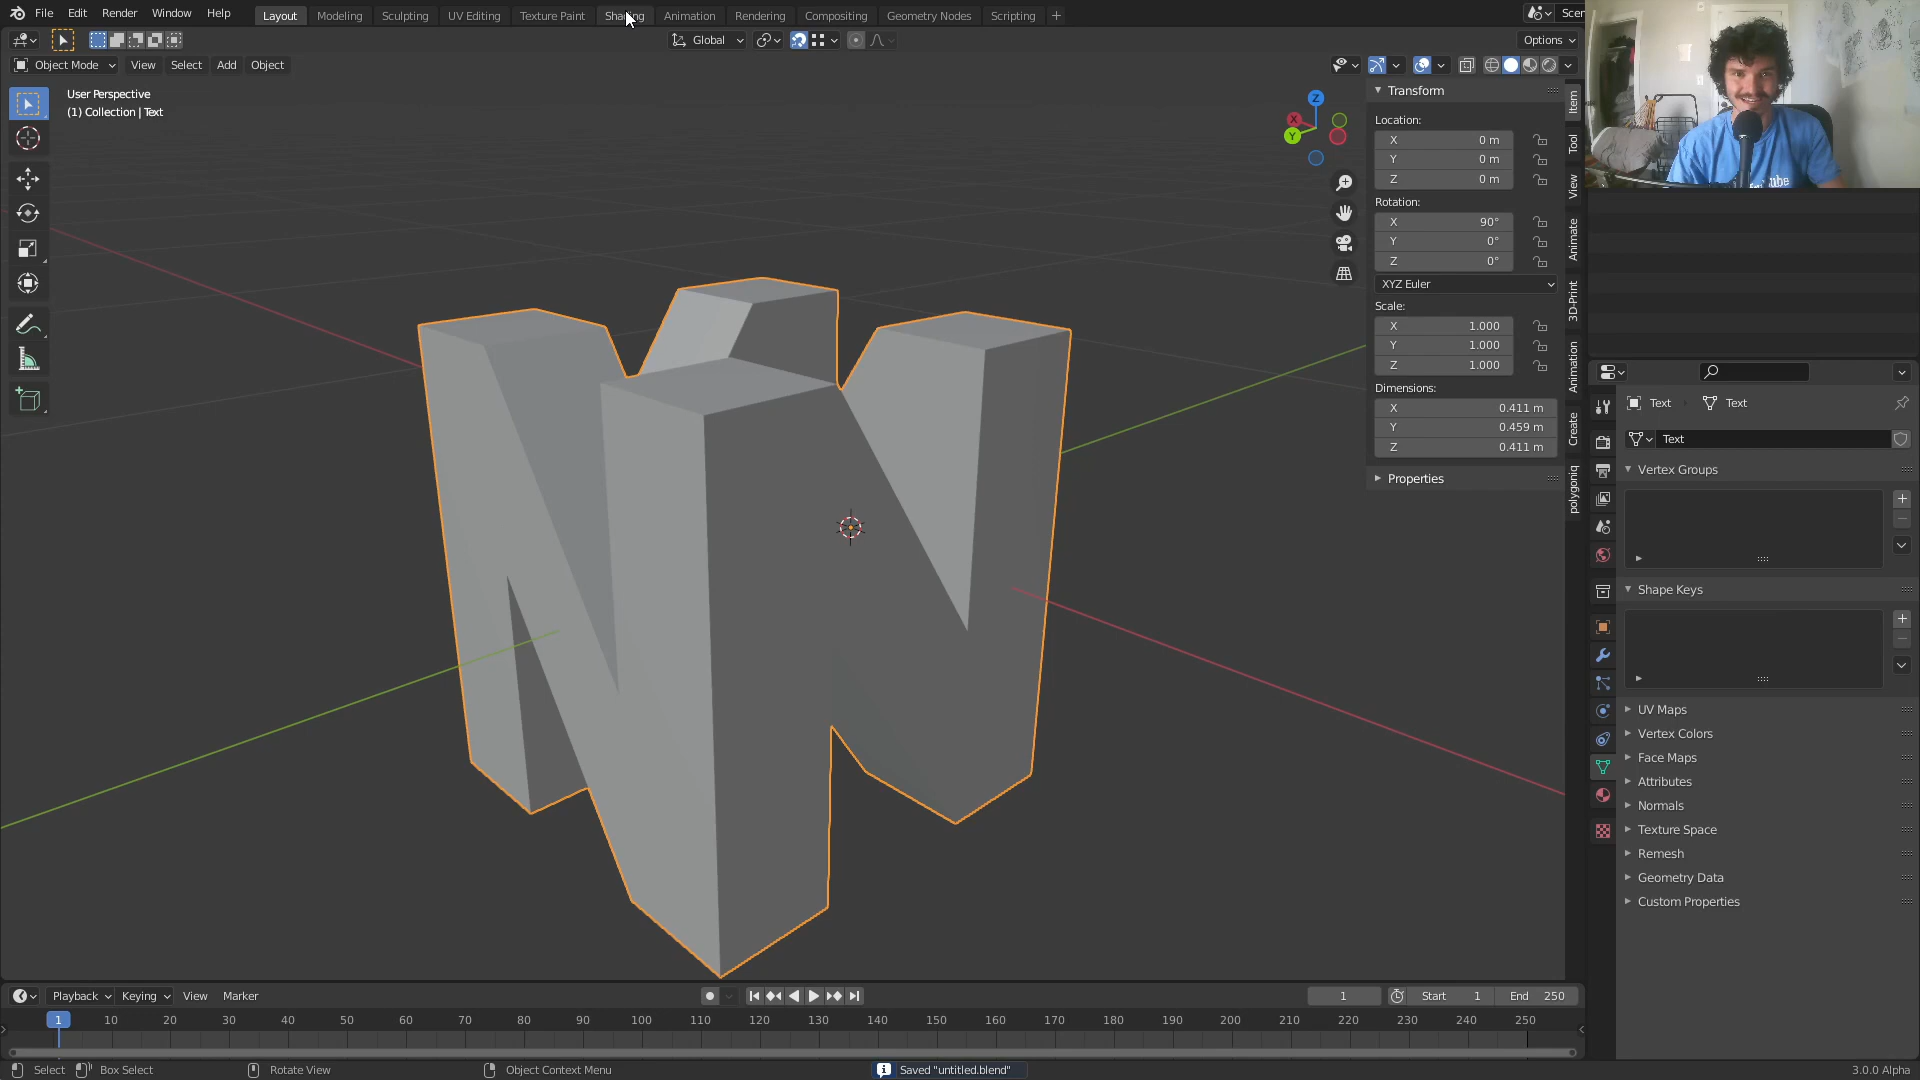 File Edit Render Window Help Layout Modeling Sculpting UV Editing Texture Paint Shading Animation Rendering Compositing Geometry Nodes Scripting +
Global Options
Object Mode View Select Add Object
User Perspective
(1) Collection | Text
Z
X
Y
Transform
Location:
X 0 m
Y 0 m
Z 0 m
Rotation:
X 90°
Y 0°
Z 0°
XYZ Euler
Scale:
X 1.000
Y 1.000
Z 1.000
Dimensions:
X 0.411 m
Y 0.459 m
Z 0.411 m
Properties
Item
Tool
View
Animate
3D-Print
Animation
Create
polygoniq
Text Text
Text
Vertex Groups
Shape Keys
UV Maps
Vertex Colors
Face Maps
Attributes
Normals
Texture Space
Remesh
Geometry Data
Custom Properties
Playback Keying View Marker 1 Start 1 End 250
1 10 20 30 40 50 60 70 80 90 100 110 120 130 140 150 160 170 180 190 200 210 220 230 240 250
Select Box Select Rotate View Object Context Menu Saved "untitled.blend" 3.0.0 Alpha